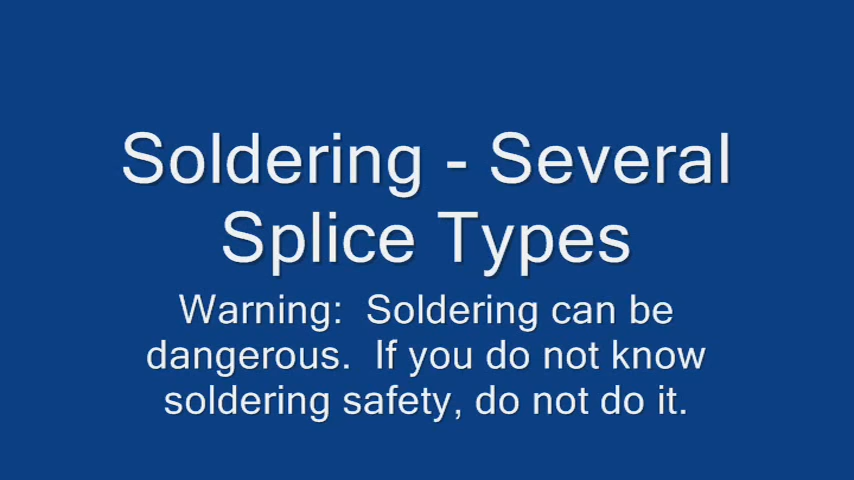 Soldering - Several
Splice Types
Warning:  Soldering can be
dangerous.  If you do not know
soldering safety, do not do it.